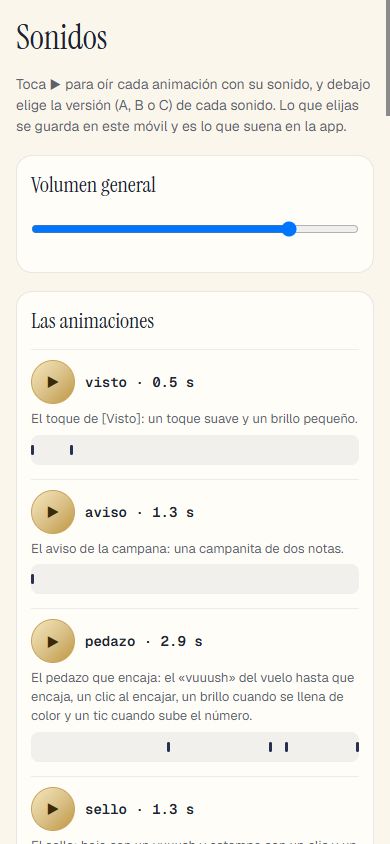 Sonidos
Toca ▶ para oír cada animación con su sonido, y debajo
elige la versión (A, B o C) de cada sonido. Lo que elijas
se guarda en este móvil y es lo que suena en la app.
Volumen general
Las animaciones
visto · 0.5 s
El toque de [Visto]: un toque suave y un brillo pequeño.
aviso · 1.3 s
El aviso de la campana: una campanita de dos notas.
pedazo · 2.9 s
El pedazo que encaja: el «vuuush» del vuelo hasta que
encaja, un clic al encajar, un brillo cuando se llena de
color y un tic cuando sube el número.
sello · 1.3 s